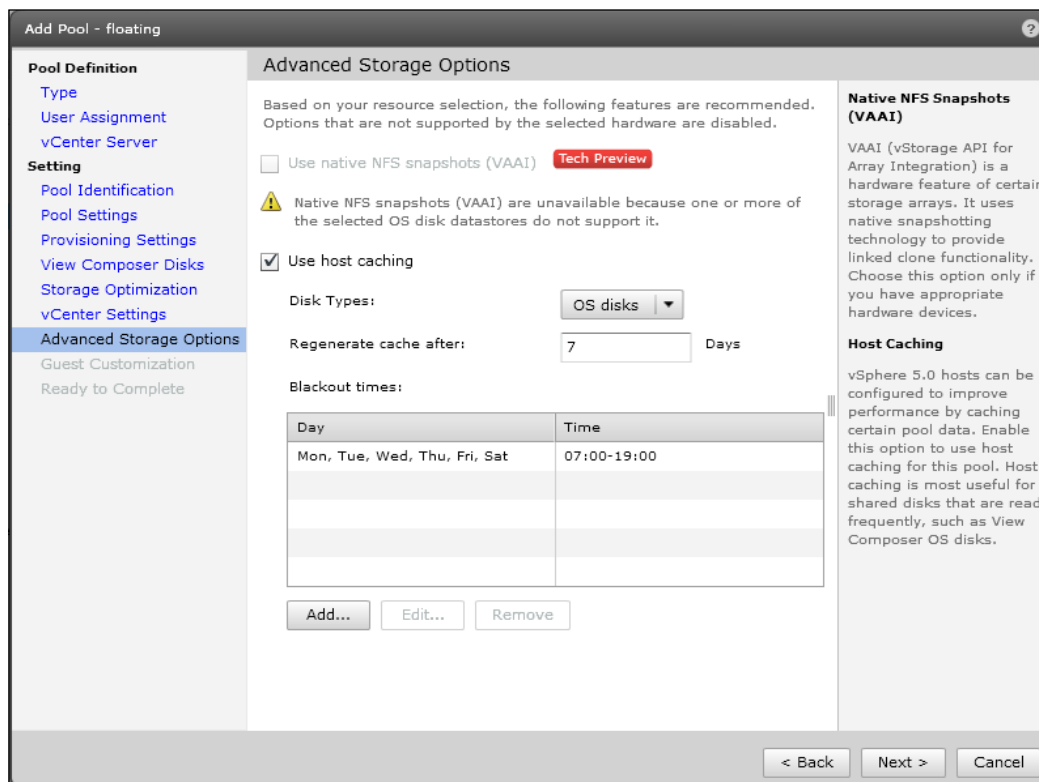 Add Pool - floating
?
Pool Definition
Type
User Assignment
vCenter Server
Setting
Pool Identification
Pool Settings
Provisioning Settings
View Composer Disks
Storage Optimization
vCenter Settings
Advanced Storage Options
Guest Customization
Ready to Complete
Advanced Storage Options
Based on your resource selection, the following features are recommended.
Options that are not supported by the selected hardware are disabled.
Use native NFS snapshots (VAAI) Tech Preview
Native NFS snapshots (VAAI) are unavailable because one or more of
the selected OS disk datastores do not support it.
Use host caching
Disk Types: OS disks
Regenerate cache after: 7 Days
Blackout times:
Day Time
Mon, Tue, Wed, Thu, Fri, Sat 07:00-19:00
Add... Edit... Remove
Native NFS Snapshots
(VAAI)
VAAI (vStorage API for
Array Integration) is a
hardware feature of certain
storage arrays. It uses
native snapshotting
technology to provide
linked clone functionality.
Choose this option only if
you have appropriate
hardware devices.
Host Caching
vSphere 5.0 hosts can be
configured to improve
performance by caching
certain pool data. Enable
this option to use host
caching for this pool. Host
caching is most useful for
shared disks that are read
frequently, such as View
Composer OS disks.
< Back Next > Cancel